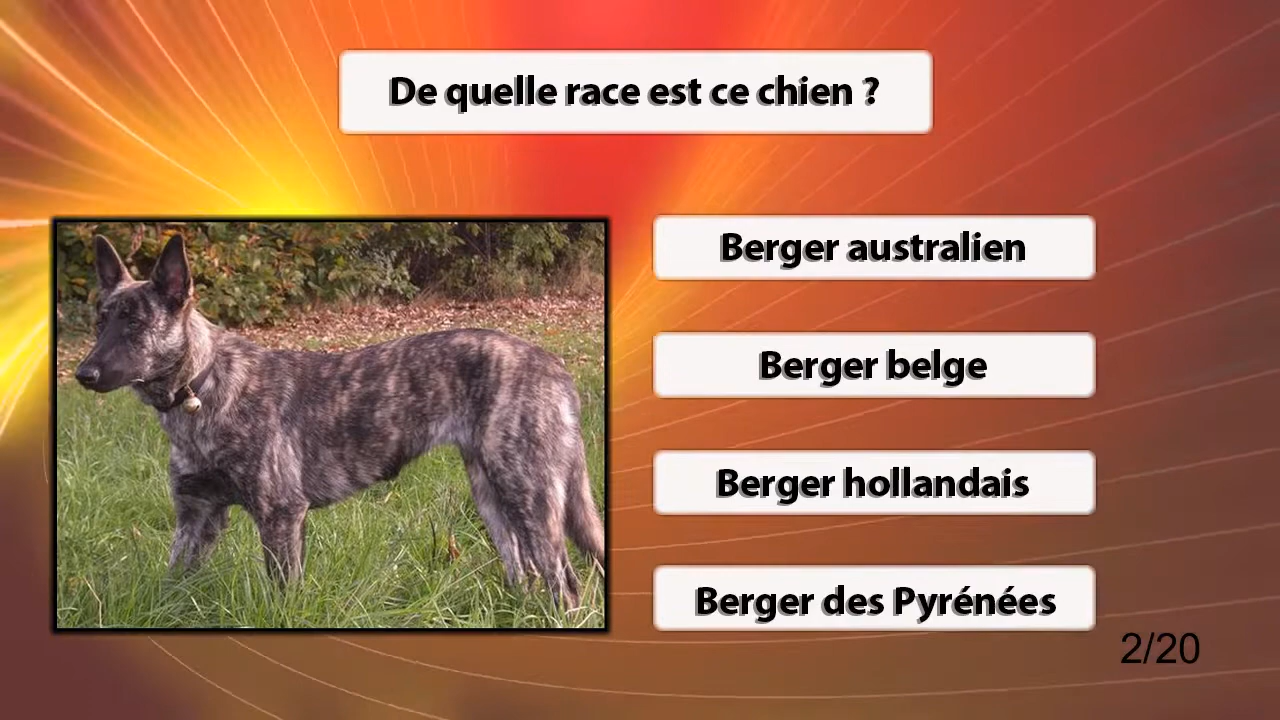 De quelle race est ce chien ?
Berger australien
Berger belge
Berger hollandais
Berger des Pyrénées
2/20